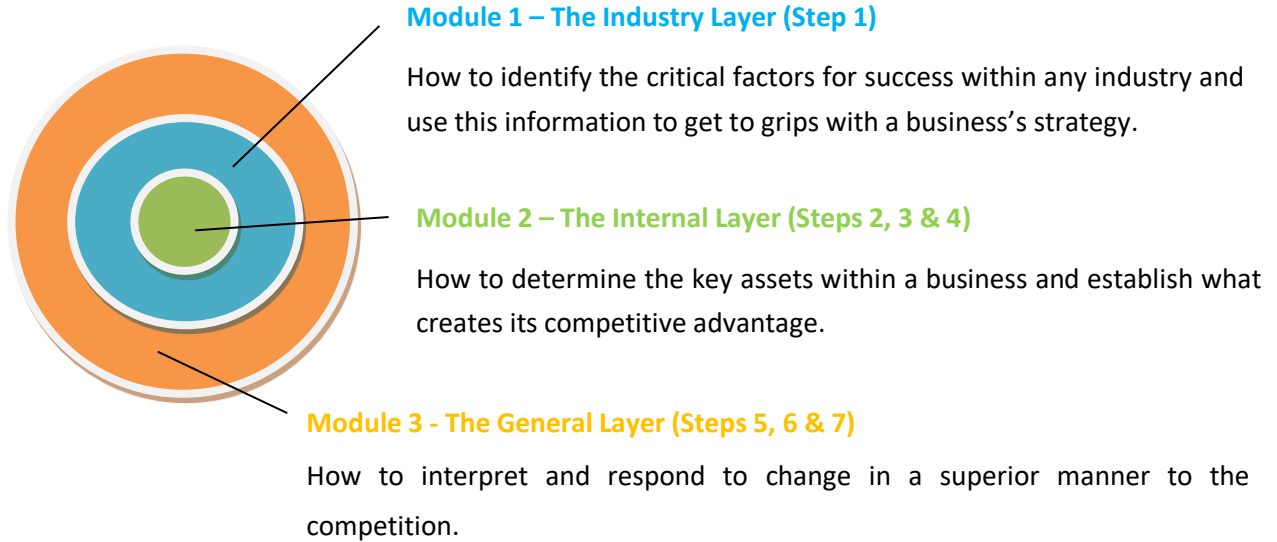 Module 1 – The Industry Layer (Step 1)
How to identify the critical factors for success within any industry and
use this information to get to grips with a business’s strategy.
Module 2 – The Internal Layer (Steps 2, 3 & 4)
How to determine the key assets within a business and establish what
creates its competitive advantage.
Module 3 - The General Layer (Steps 5, 6 & 7)
How to interpret and respond to change in a superior manner to the
competition.